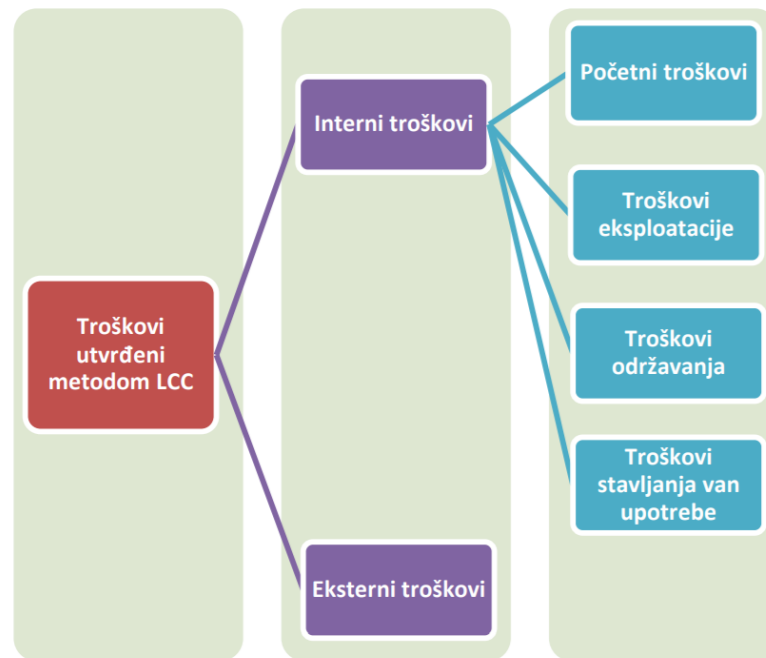 Troškovi
utvrđeni
metodom LCC
Interni troškovi
Eksterni troškovi
Početni troškovi
Troškovi
eksploatacije
Troškovi
održavanja
Troškovi
stavljanja van
upotrebe